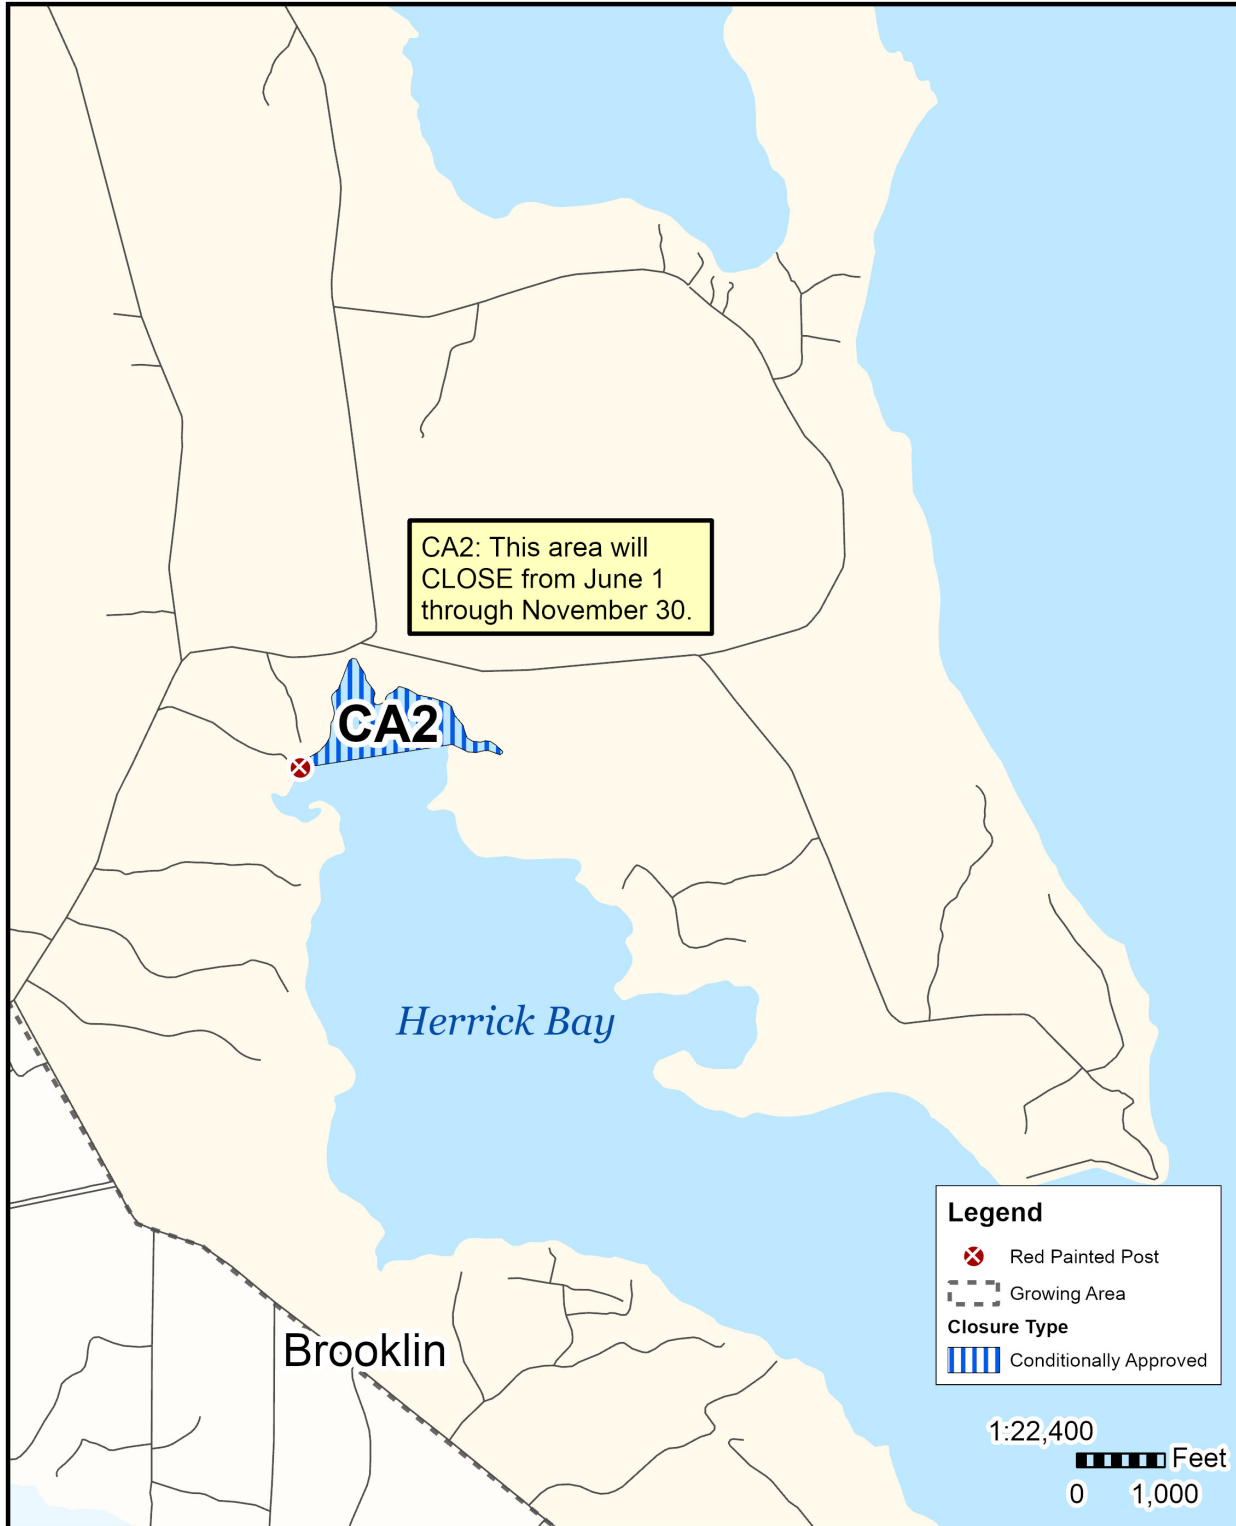 CA2: This area will
CLOSE from June 1
through November 30.
CA2
Herrick Bay
Brooklin
Legend
Red Painted Post
Growing Area
Closure Type
Conditionally Approved
1:22,400
Feet
0 1,000